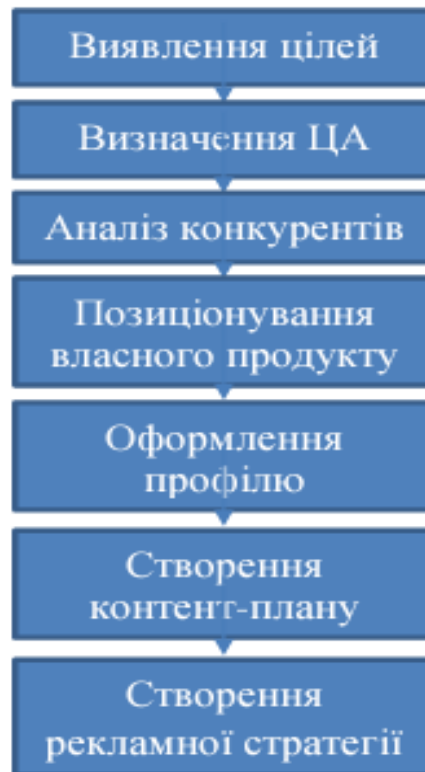 Виявлення цілей
Визначення ЦА
Аналіз конкурентів
Позиціонування
власного продукту
Оформлення
профілю
Створення
контент-плану
Створення
рекламної стратегії